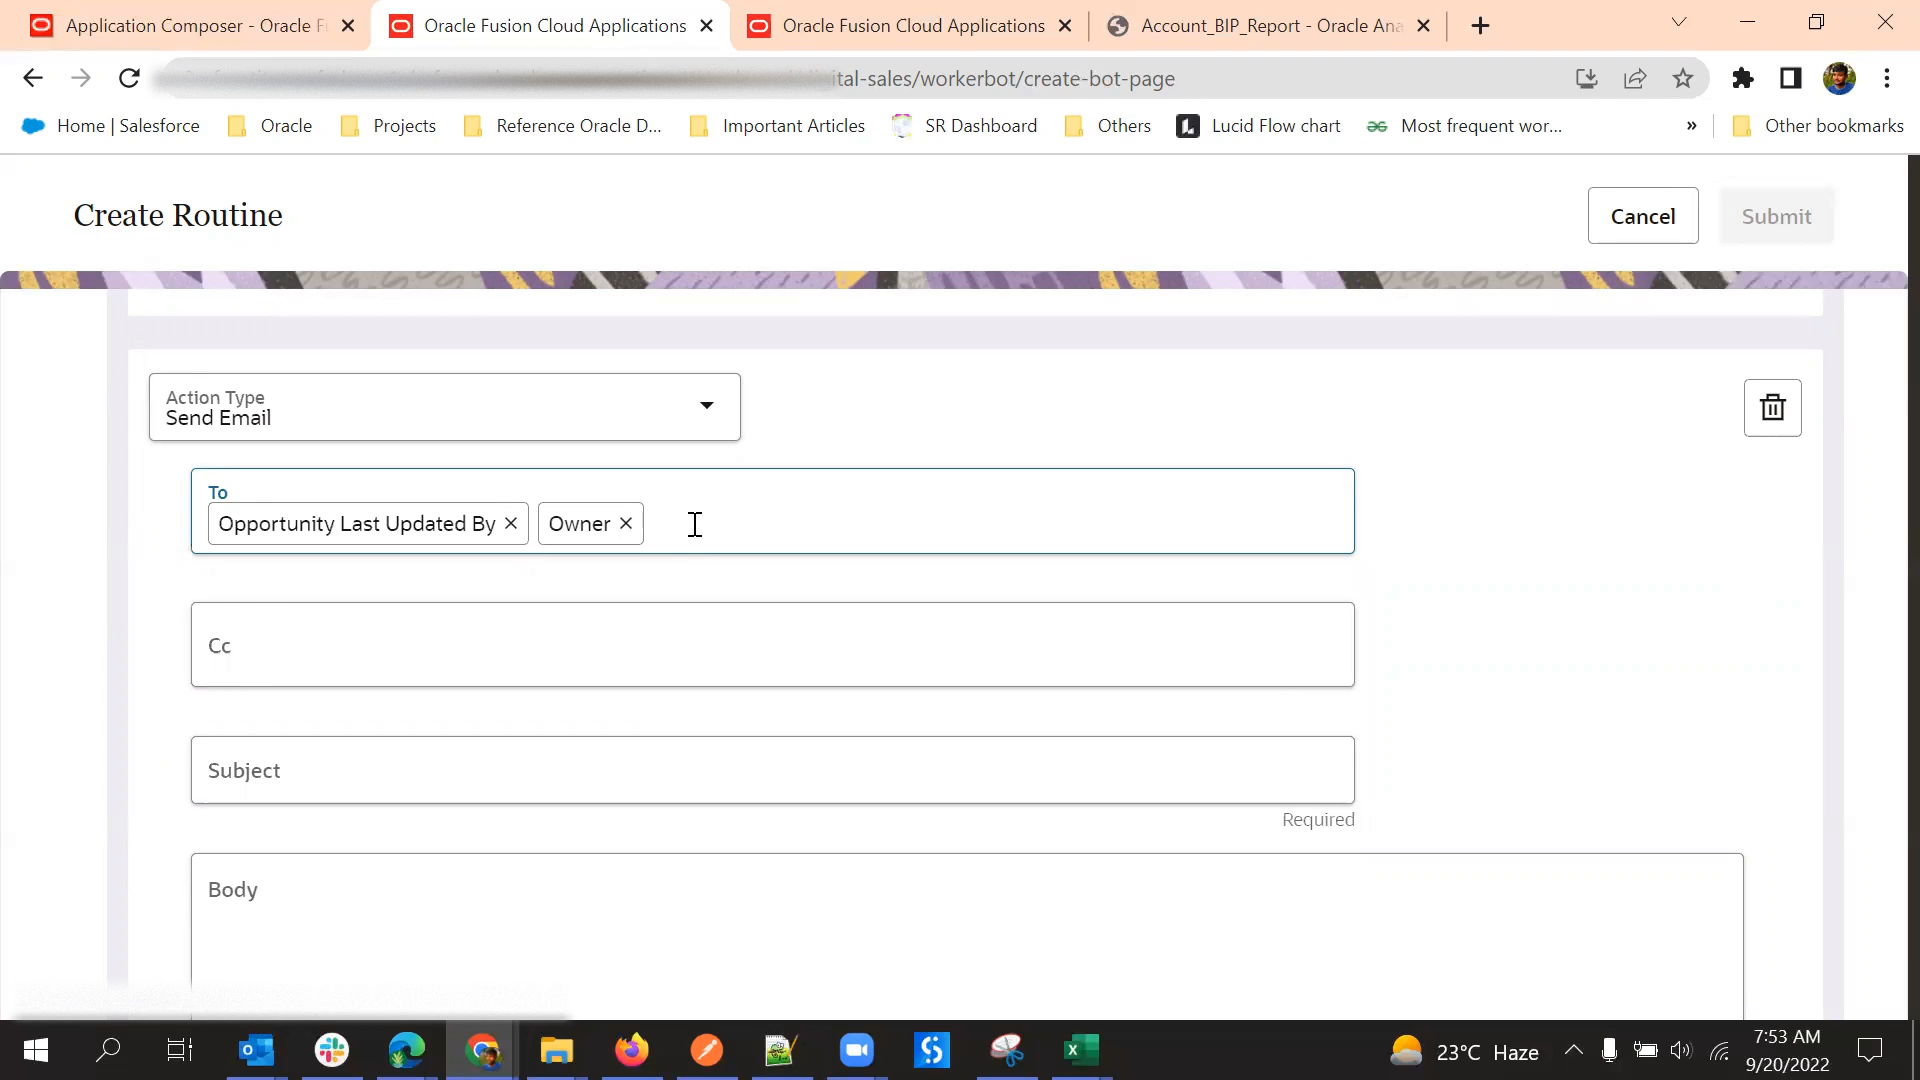 Application Composer - Oracle F
Oracle Fusion Cloud Applications
Oracle Fusion Cloud Applications
Account_BIP_Report - Oracle Ana
ital-sales/workerbot/create-bot-page
Home | Salesforce
Oracle
Projects
Reference Oracle D...
Important Articles
SR Dashboard
Others
Lucid Flow chart
Most frequent wor...
»
Other bookmarks
Create Routine
Cancel
Submit
Action Type
Send Email
To
Opportunity Last Updated By
Owner
Cc
Subject
Required
Body
23°C Haze
7:53 AM
9/20/2022